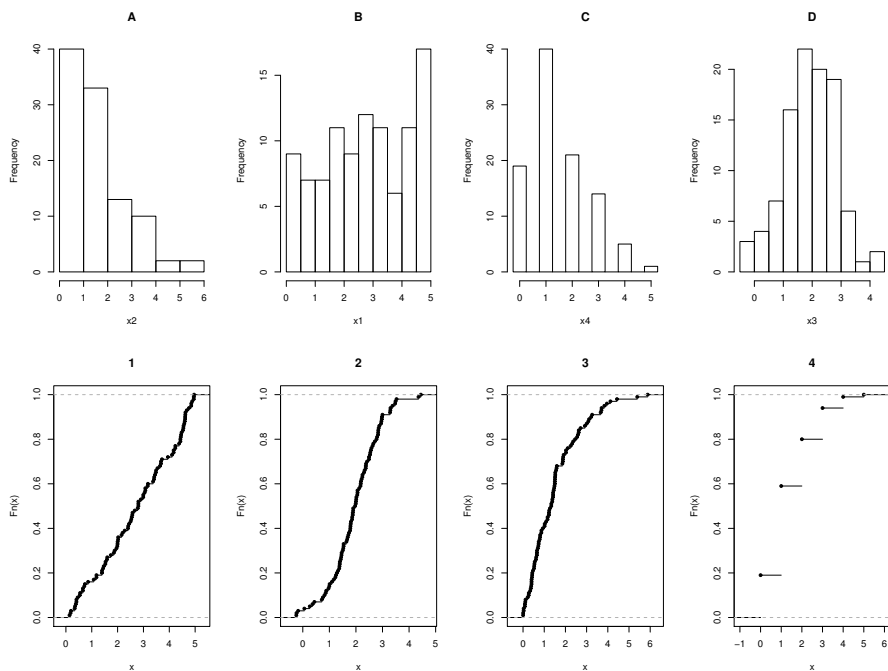 A B C D
Frequency
0 10 20 30 40
0 1 2 3 4 5 6
x2
Frequency
0 5 10 15
0 1 2 3 4 5
x1
Frequency
0 10 20 30 40
0 1 2 3 4 5
x4
Frequency
0 5 10 15 20
0 1 2 3 4
x3
1 2 3 4
Fn(x)
0.0 0.2 0.4 0.6 0.8 1.0
0 1 2 3 4 5
x
Fn(x)
0.0 0.2 0.4 0.6 0.8 1.0
0 1 2 3 4 5
x
Fn(x)
0.0 0.2 0.4 0.6 0.8 1.0
0 1 2 3 4 5 6
x
Fn(x)
0.0 0.2 0.4 0.6 0.8 1.0
−1 0 1 2 3 4 5 6
x